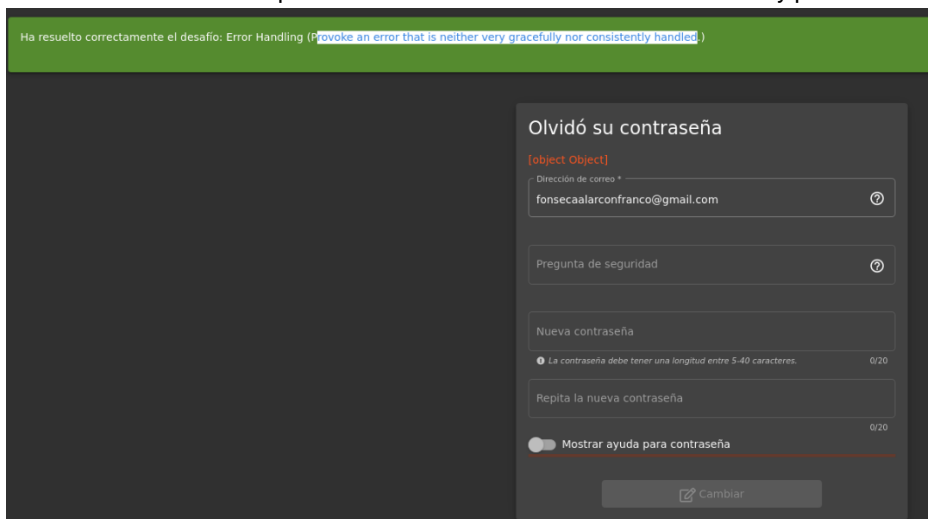 Ha resuelto correctamente el desafío: Error Handling (Provoke an error that is neither very gracefully nor consistently handled.)
Olvidó su contraseña
[object Object]
Dirección de correo *
fonsecaalarconfranco@gmail.com
Pregunta de seguridad
Nueva contraseña
La contraseña debe tener una longitud entre 5-40 caracteres. 0/20
Repita la nueva contraseña
0/20
Mostrar ayuda para contraseña
Cambiar